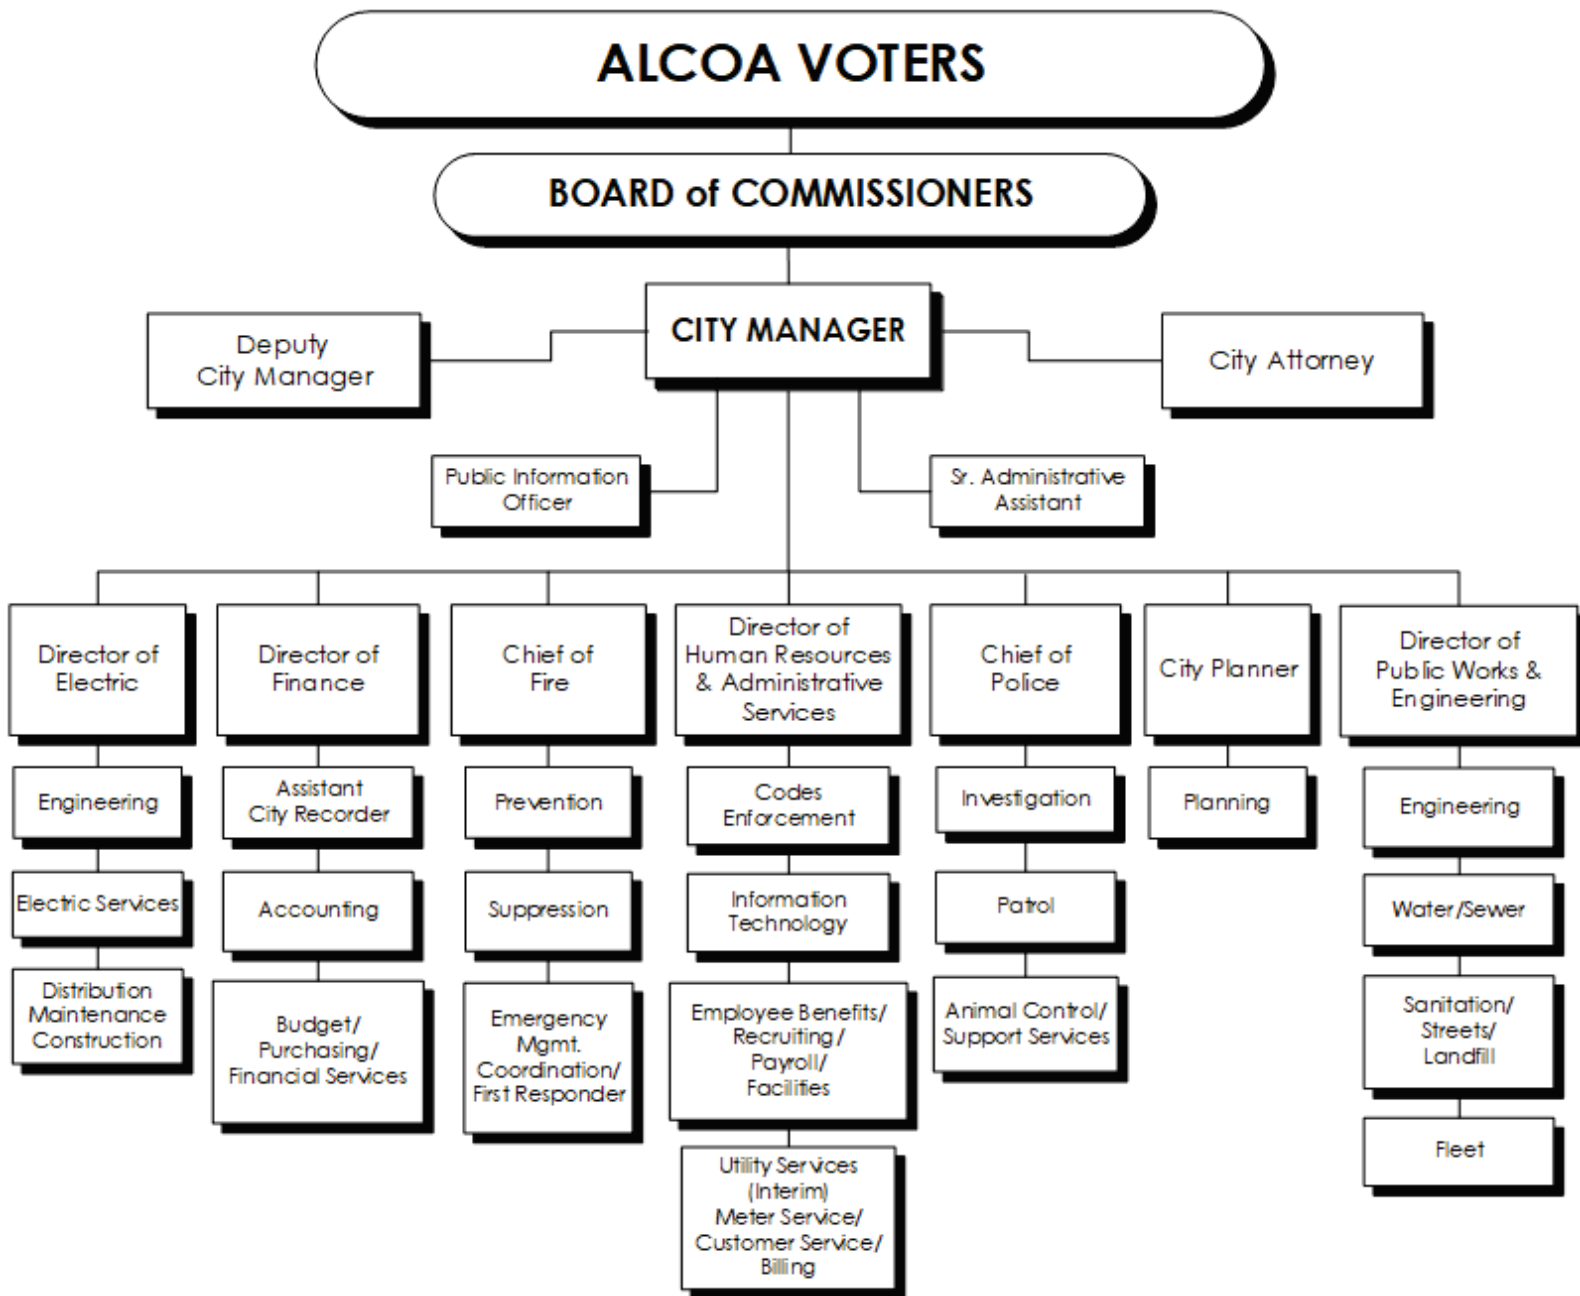 ALCOA VOTERS
BOARD of COMMISSIONERS
CITY MANAGER
Deputy
City Manager
City Attorney
Public Information
Officer
Sr. Administrative
Assistant
Director of
Electric
Director of
Finance
Chief of
Fire
Director of
Human Resources
& Administrative
Services
Chief of
Police
City Planner
Director of
Public Works &
Engineering
Engineering
Assistant
City Recorder
Prevention
Codes
Enforcement
Investigation
Planning
Engineering
Electric Services
Accounting
Suppression
Information
Technology
Patrol
Water/Sewer
Distribution
Maintenance
Construction
Budget/
Purchasing/
Financial Services
Emergency
Mgmt.
Coordination/
First Responder
Employee Benefits/
Recruiting/
Payroll/
Facilities
Animal Control/
Support Services
Sanitation/
Streets/
Landfill
Utility Services
(Interim)
Meter Service/
Customer Service/
Billing
Fleet